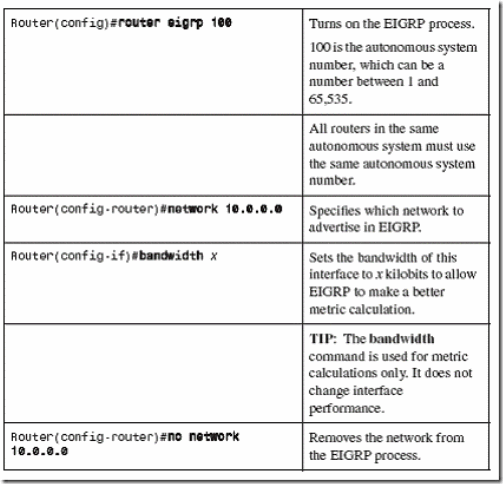 Router(config)#router eigrp 100
Turns on the EIGRP process.
100 is the autonomous system
number, which can be a
number between 1 and
65,535.
All routers in the same
autonomous system must use
the same autonomous system
number.
Router(config-router)#network 10.0.0.0
Specifies which network to
advertise in EIGRP.
Router(config-if)#bandwidth x
Sets the bandwidth of this
interface to x kilobits to allow
EIGRP to make a better
metric calculation.
TIP: The bandwidth
command is used for metric
calculations only. It does not
change interface
performance.
Router(config-router)#no network
10.0.0.0
Removes the network from
the EIGRP process.